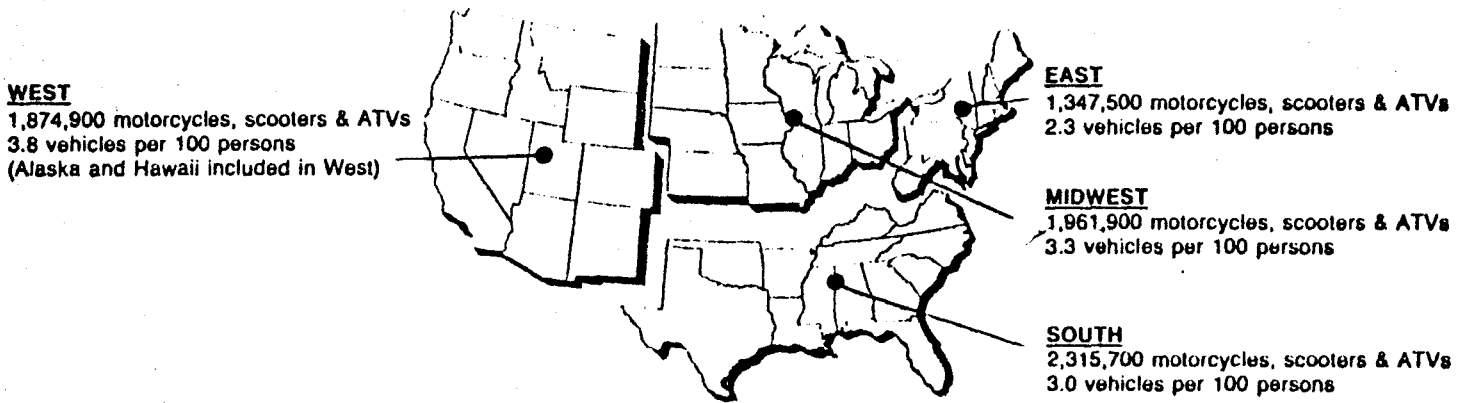 WEST
1,874,900 motorcycles, scooters & ATVs
3.8 vehicles per 100 persons
(Alaska and Hawaii included in West)
EAST
1,347,500 motorcycles, scooters & ATVs
2.3 vehicles per 100 persons
MIDWEST
1,961,900 motorcycles, scooters & ATVs
3.3 vehicles per 100 persons
SOUTH
2,315,700 motorcycles, scooters & ATVs
3.0 vehicles per 100 persons